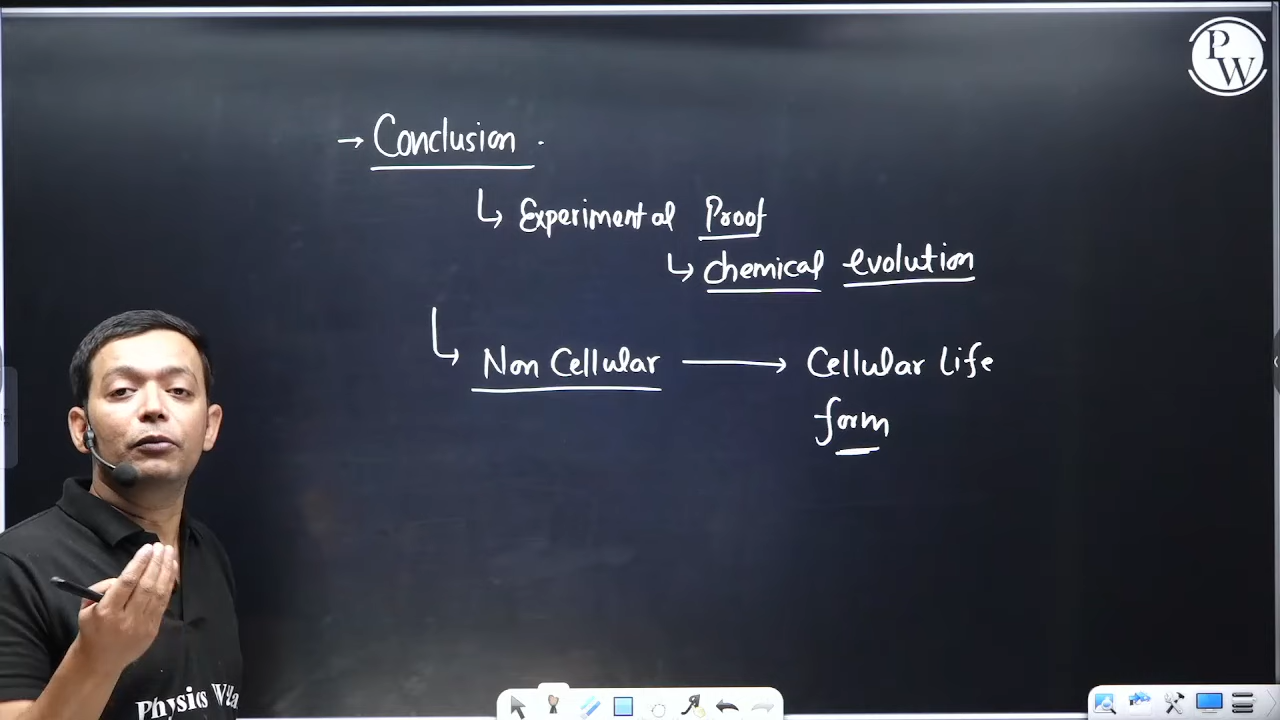 PW
→ Conclusion .
↳ Experimental Proof
↳ chemical evolution
↳ Non Cellular → Cellular Life
form
Physics Wa